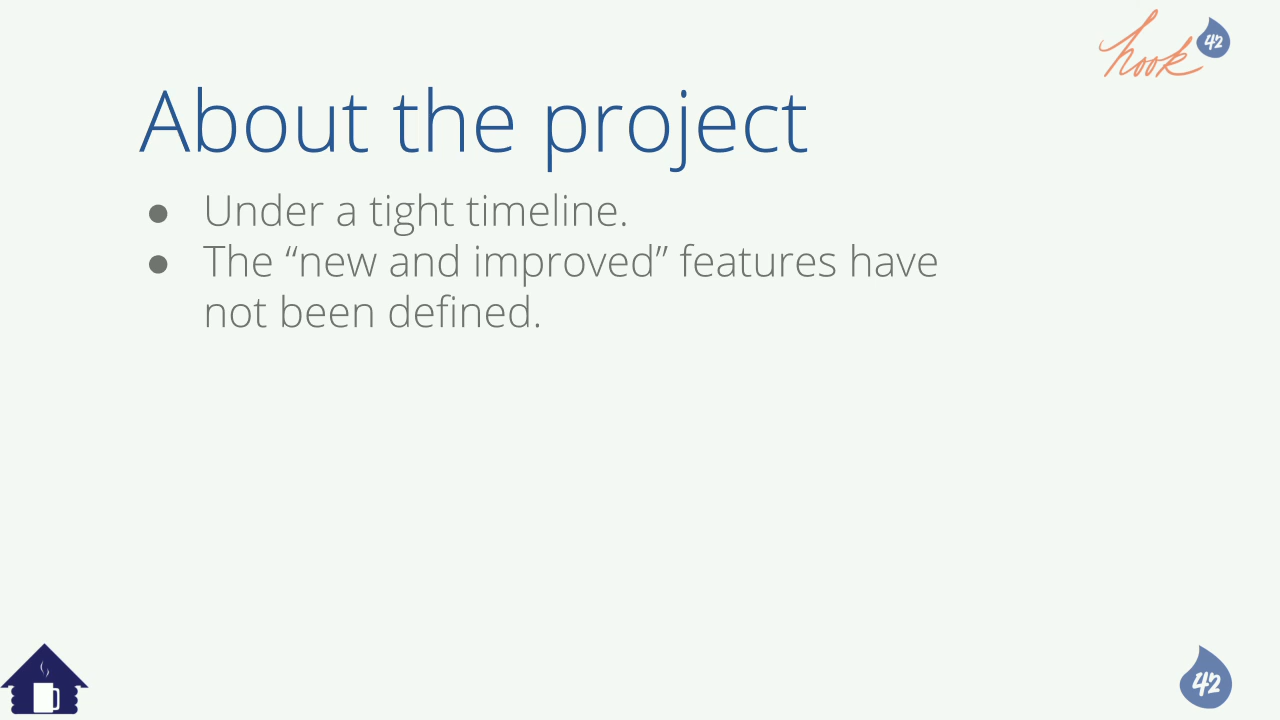 hook 42
About the project
● Under a tight timeline.
● The “new and improved” features have
not been defined.
42